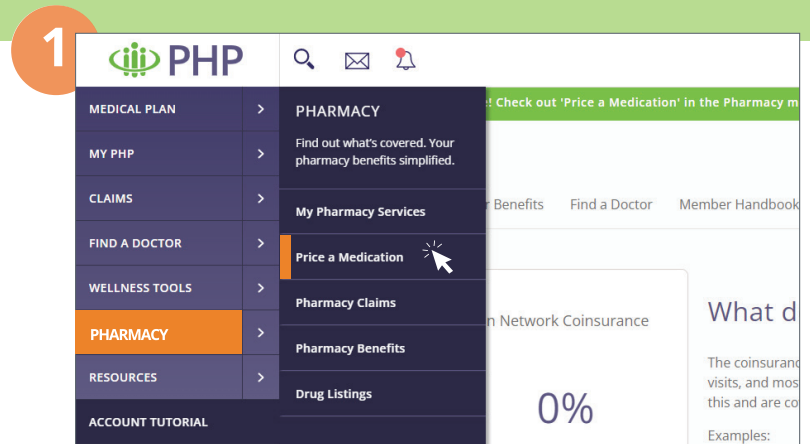 1
PHP
MEDICAL PLAN
MY PHP
CLAIMS
FIND A DOCTOR
WELLNESS TOOLS
PHARMACY
RESOURCES
ACCOUNT TUTORIAL
PHARMACY
Find out what's covered. Your
pharmacy benefits simplified.
My Pharmacy Services
Price a Medication
Pharmacy Claims
Pharmacy Benefits
Drug Listings
! Check out 'Price a Medication' in the Pharmacy m
Benefits Find a Doctor Member Handbook
n Network Coinsurance
0%
What d
The coinsuranc
visits, and mos
this and are co
Examples: